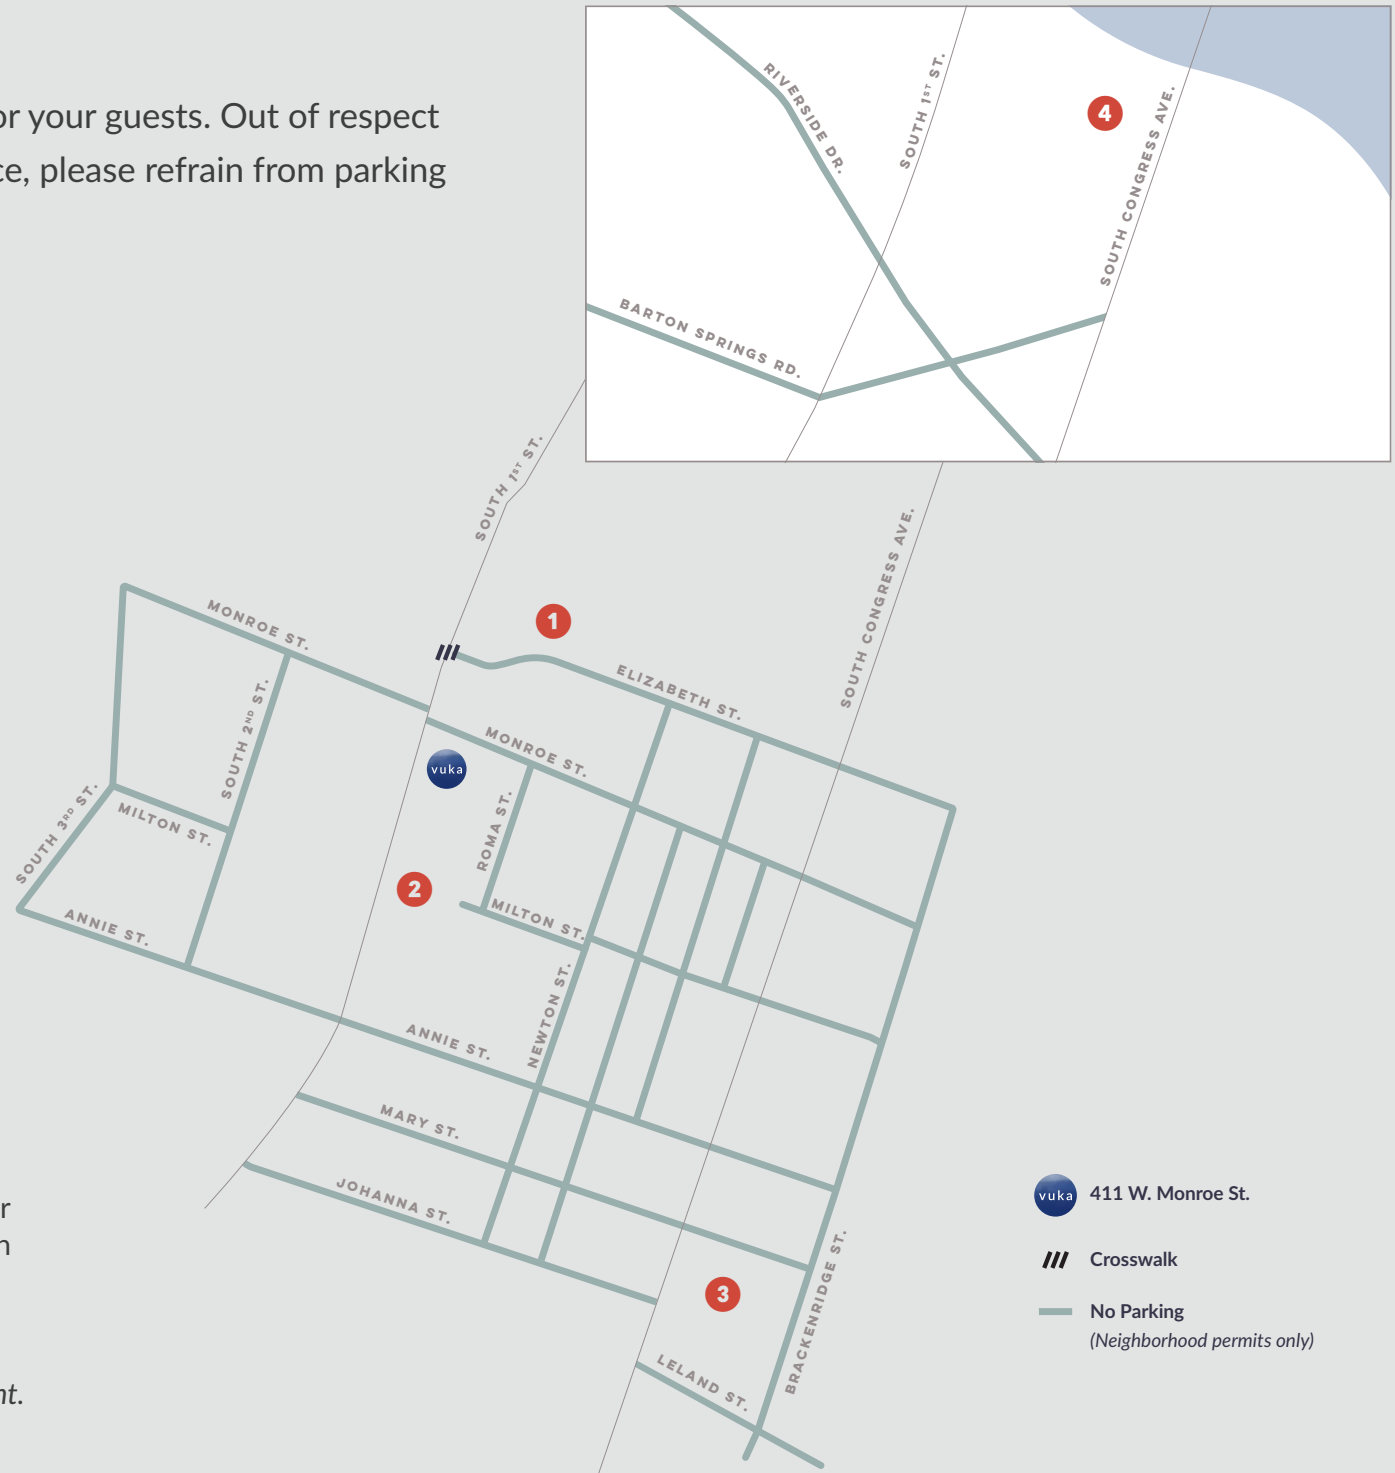 or your guests. Out of respect
ce, please refrain from parking
RIVERSIDE DR.
SOUTH 1ST ST.
4
SOUTH CONGRESS AVE.
BARTON SPRINGS RD.
SOUTH 1ST ST.
SOUTH CONGRESS AVE.
MONROE ST.
1
ELIZABETH ST.
SOUTH 2ND ST.
MONROE ST.
vuka
SOUTH 3RD ST.
MILTON ST.
ROMA ST.
2
MILTON ST.
ANNIE ST.
NEWTON ST.
ANNIE ST.
MARY ST.
JOHANNA ST.
3
BRACKENRIDGE ST.
LELAND ST.
r
n
nt.
vuka 411 W. Monroe St.
Crosswalk
No Parking
(Neighborhood permits only)